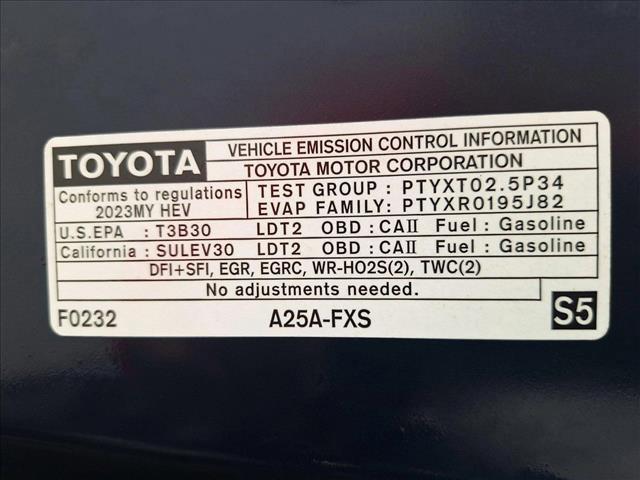 TOYOTA
VEHICLE EMISSION CONTROL INFORMATION
TOYOTA MOTOR CORPORATION
Conforms to regulations
2023MY HEV
TEST GROUP : PTYXT02.5P34
EVAP FAMILY: PTYXR0195J82
U.S.EPA : T3B30 LDT2 OBD : CAII Fuel : Gasoline
California : SULEV30 LDT2 OBD : CAII Fuel : Gasoline
DFI+SFI, EGR, EGRC, WR-HO2S(2), TWC(2)
No adjustments needed.
F0232 A25A-FXS S5